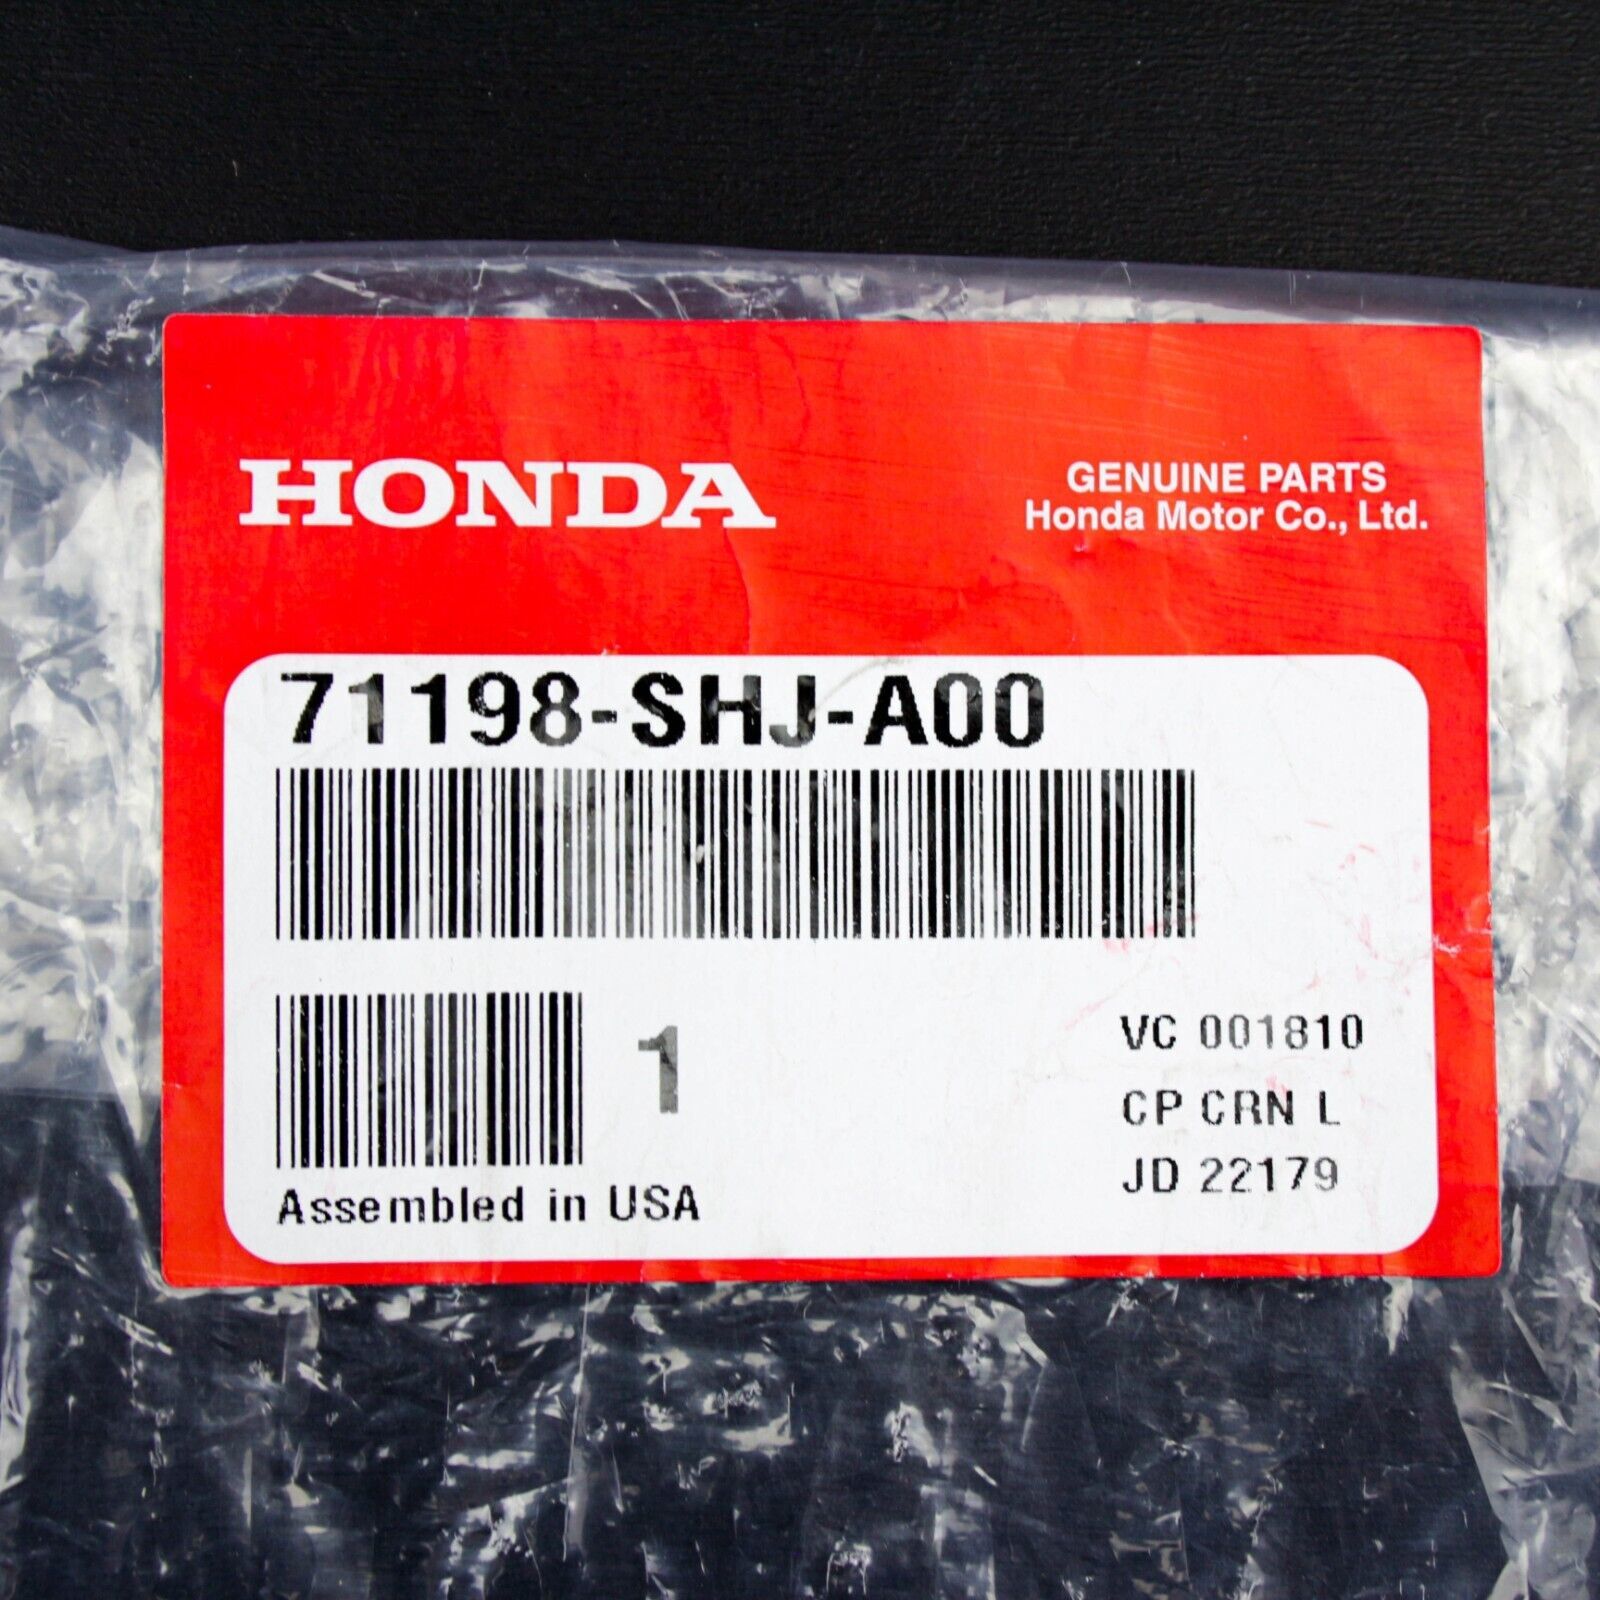 HONDA
GENUINE PARTS
Honda Motor Co., Ltd.
71198-SHJ-A00
1
VC 001810
CP CRN L
JD 22179
Assembled in USA